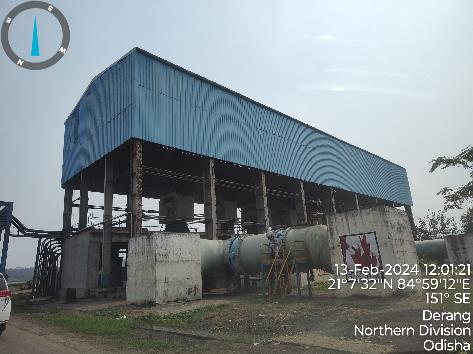 E
S
N
W
13-Feb-2024 12:01:21
21°7'32"N 84°59'12"E
151° SE
Derang
Northern Division
Odisha